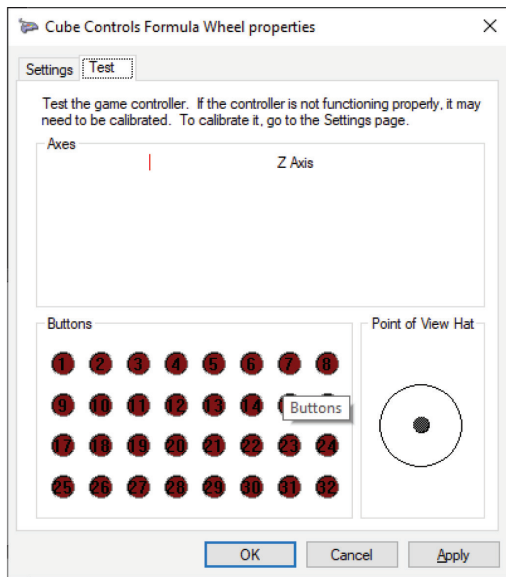 Cube Controls Formula Wheel properties
Settings Test
Test the game controller. If the controller is not functioning properly, it may
need to be calibrated. To calibrate it, go to the Settings page.
Axes
Z Axis
Buttons Point of View Hat
1 2 3 4 5 6 7 8
9 10 11 12 13 14 Buttons
17 18 19 20 21 22 23 24
25 26 27 28 29 30 31 32
OK Cancel Apply